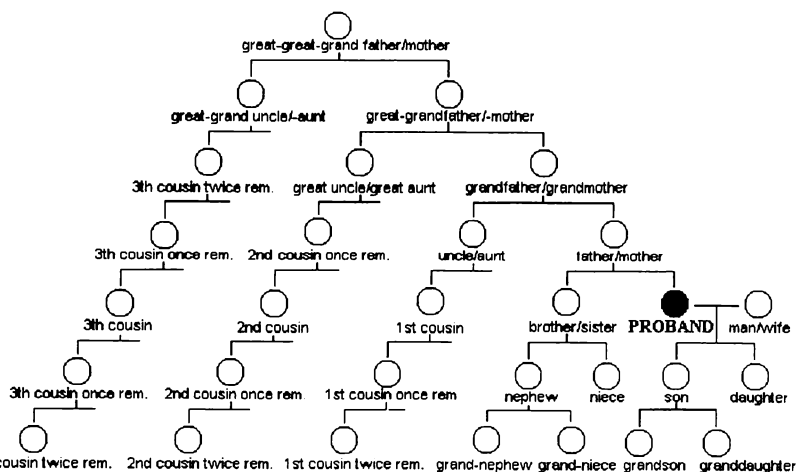 great-great-grand father/mother
great-grand uncle/-aunt great-grandfather/-mother
3th cousin twice rem. great uncle/great aunt grandfather/grandmother
3th cousin once rem. 2nd cousin once rem. uncle/aunt father/mother
3th cousin 2nd cousin 1st cousin brother/sister PROBAND man/wife
3th cousin once rem. 2nd cousin once rem. 1st cousin once rem nephew niece son daughter
cousin twice rem. 2nd cousin twice rem. 1st cousin twice rem. grand-nephew grand-niece grandson granddaughter